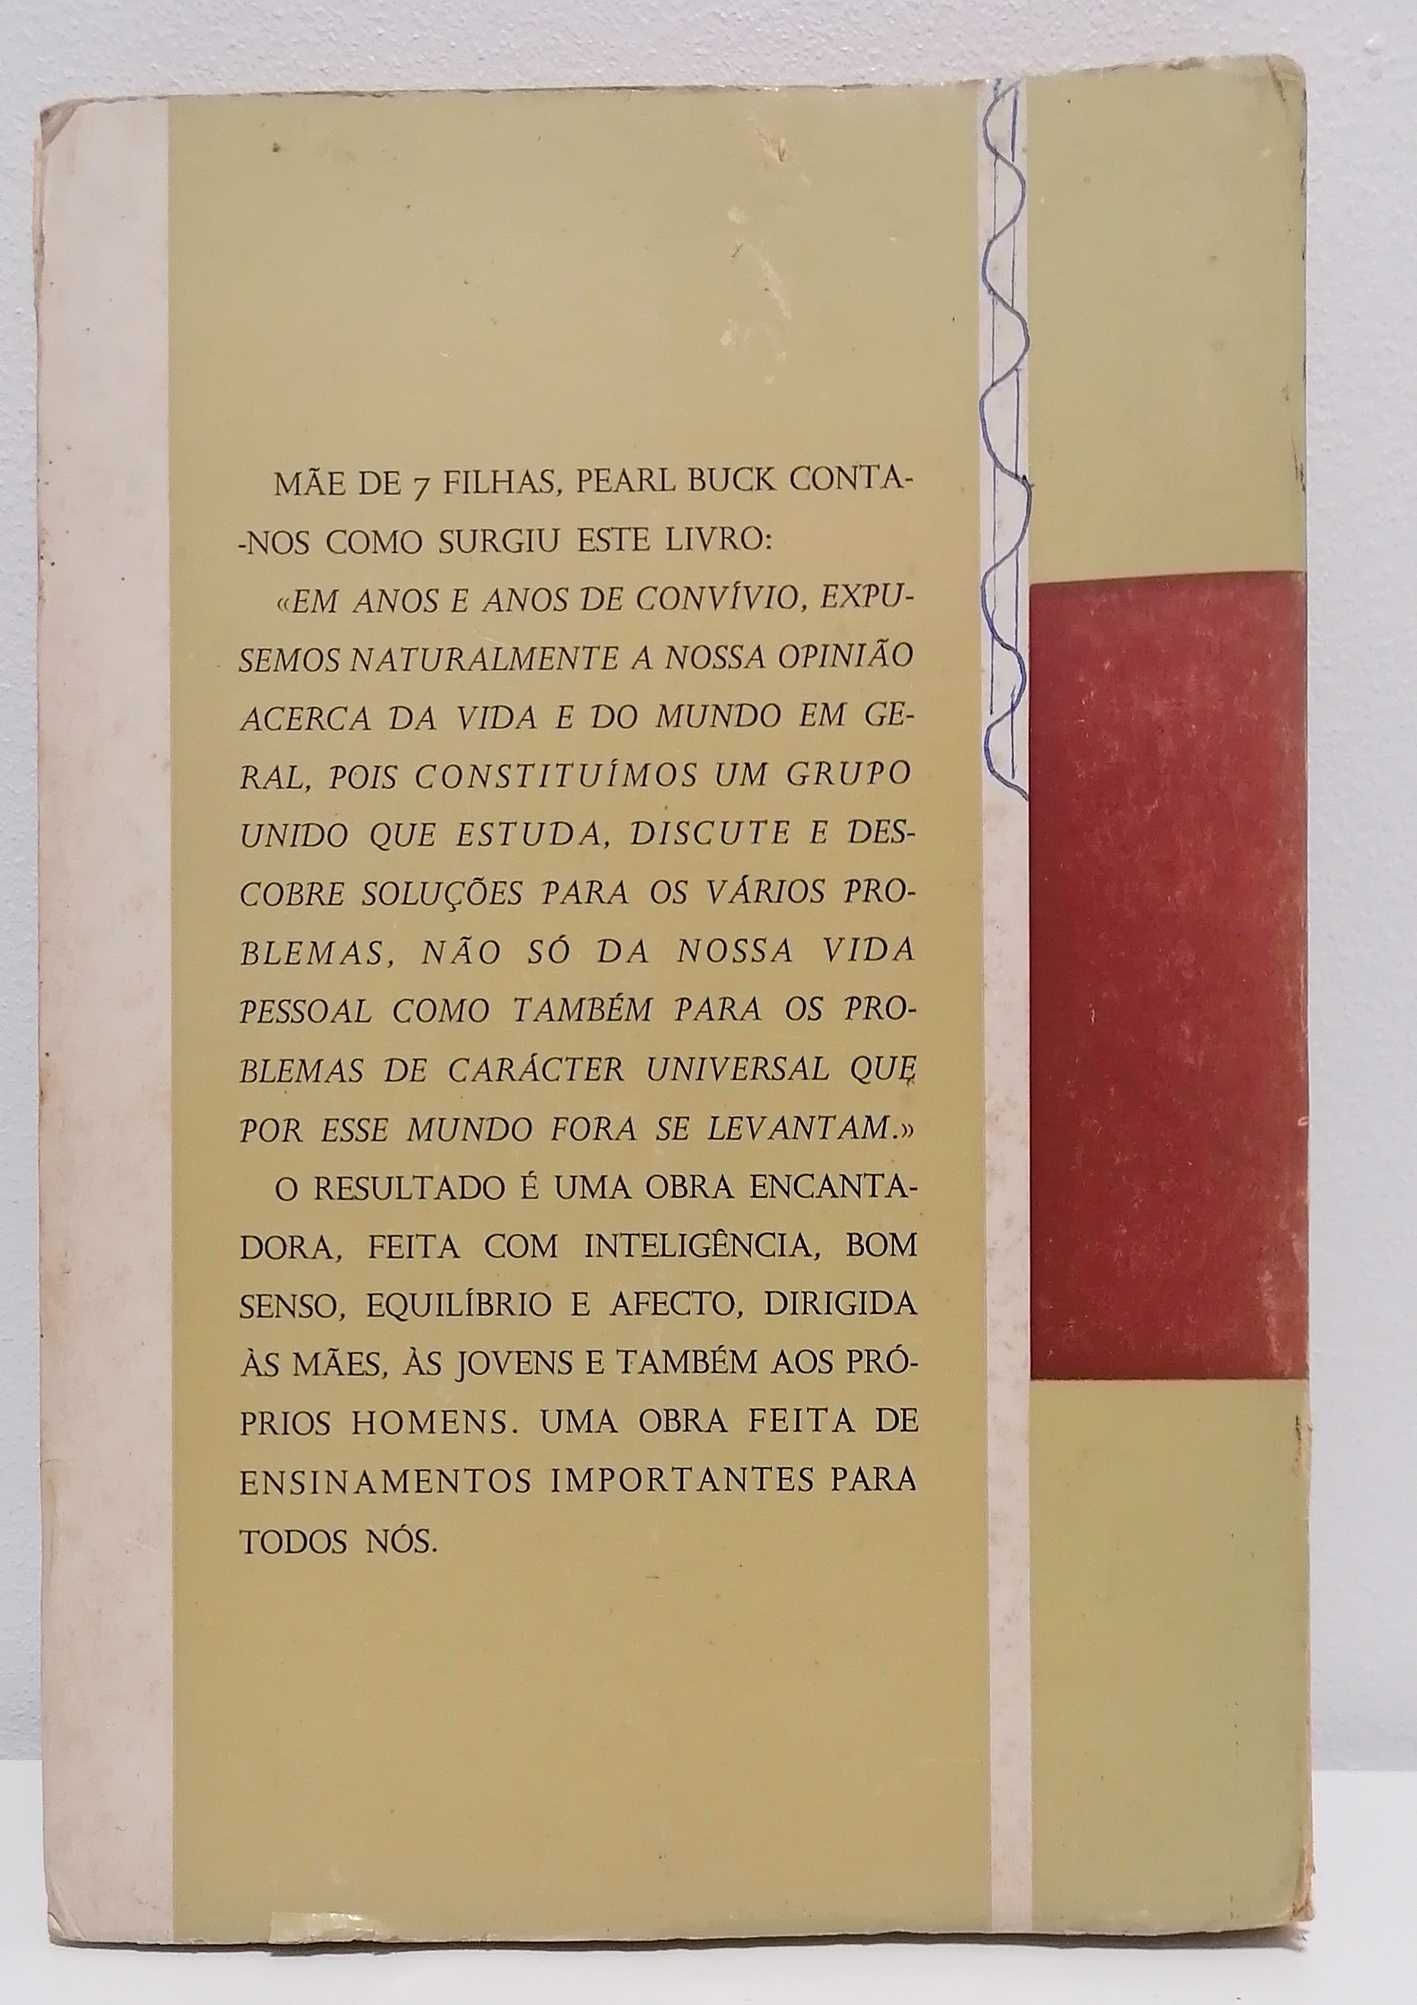 MÃE DE 7 FILHAS, PEARL BUCK CONTA-
-NOS COMO SURGIU ESTE LIVRO:
«EM ANOS E ANOS DE CONVÍVIO, EXPU-
SEMOS NATURALMENTE A NOSSA OPINIÃO
ACERCA DA VIDA E DO MUNDO EM GE-
RAL, POIS CONSTITUÍMOS UM GRUPO
UNIDO QUE ESTUDA, DISCUTE E DES-
COBRE SOLUÇÕES PARA OS VÁRIOS PRO-
BLEMAS, NÃO SÓ DA NOSSA VIDA
PESSOAL COMO TAMBÉM PARA OS PRO-
BLEMAS DE CARÁCTER UNIVERSAL QUE
POR ESSE MUNDO FORA SE LEVANTAM.»
O RESULTADO É UMA OBRA ENCANTA-
DORA, FEITA COM INTELIGÊNCIA, BOM
SENSO, EQUILÍBRIO E AFECTO, DIRIGIDA
ÀS MÃES, ÀS JOVENS E TAMBÉM AOS PRÓ-
PRIOS HOMENS. UMA OBRA FEITA DE
ENSINAMENTOS IMPORTANTES PARA
TODOS NÓS.